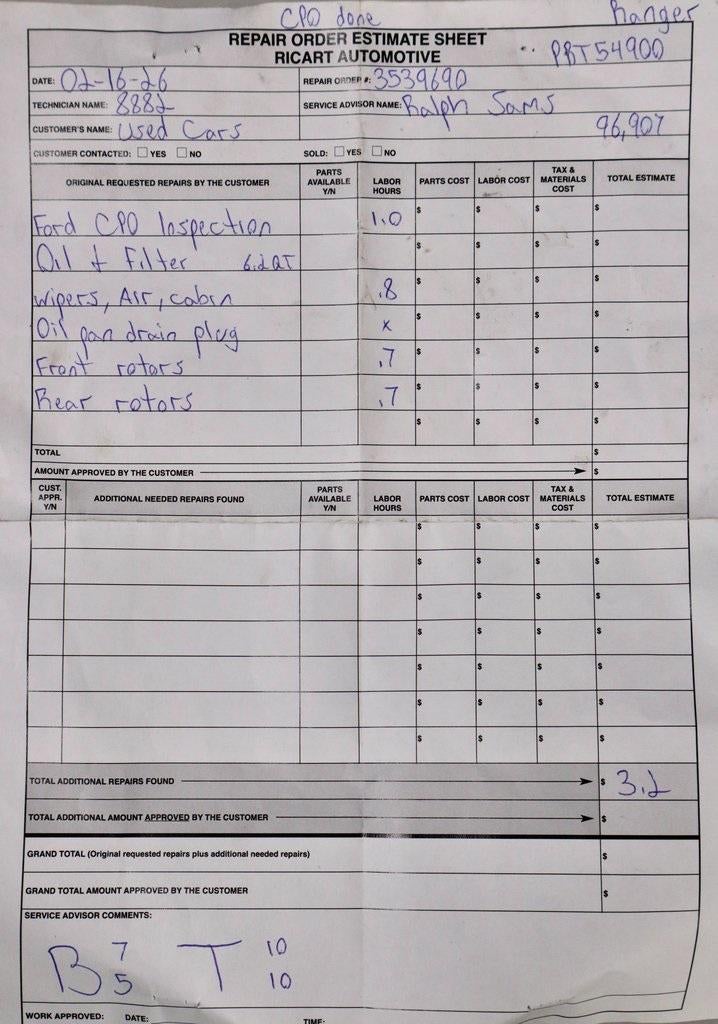 CPO done
Ranger
REPAIR ORDER ESTIMATE SHEET
RICART AUTOMOTIVE
PBT54900
DATE: 02-16-26
REPAIR ORDER #: 3539690
TECHNICIAN NAME: 8882
SERVICE ADVISOR NAME: Ralph Sams
CUSTOMER'S NAME: Used Cars
96,907
CUSTOMER CONTACTED: ☐ YES ☐ NO
SOLD: ☐ YES ☐ NO
ORIGINAL REQUESTED REPAIRS BY THE CUSTOMER PARTS AVAILABLE Y/N LABOR HOURS PARTS COST LABOR COST TAX & MATERIALS COST TOTAL ESTIMATE
Ford CPO Inspection 1.0 $ $ $ $
Oil + Filter 6.2QT $ $ $ $
wipers, Air, cabin .8 $ $ $ $
Oil pan drain plug x $ $ $ $
Front rotors .7 $ $ $ $
Rear rotors .7 $ $ $ $
$ $ $ $
TOTAL $
AMOUNT APPROVED BY THE CUSTOMER $
CUST. APPR. Y/N ADDITIONAL NEEDED REPAIRS FOUND PARTS AVAILABLE Y/N LABOR HOURS PARTS COST LABOR COST TAX & MATERIALS COST TOTAL ESTIMATE
$ $ $ $
$ $ $ $
$ $ $ $
$ $ $ $
$ $ $ $
$ $ $ $
$ $ $ $
TOTAL ADDITIONAL REPAIRS FOUND $ 3.2
TOTAL ADDITIONAL AMOUNT APPROVED BY THE CUSTOMER $
GRAND TOTAL (Original requested repairs plus additional needed repairs) $
GRAND TOTAL AMOUNT APPROVED BY THE CUSTOMER $
SERVICE ADVISOR COMMENTS:
B 7 5 T 10 10
WORK APPROVED: DATE: TIME: